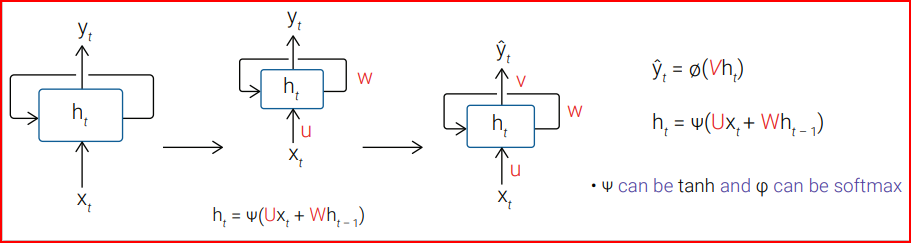 yₜ
hₜ
xₜ
yₜ
hₜ
w
u
xₜ
hₜ = ψ(Uxₜ + Whₜ₋₁)
ŷₜ
v
hₜ
w
u
xₜ
ŷₜ = ø(Vhₜ)
hₜ = ψ(Uxₜ + Whₜ₋₁)
• ψ can be tanh and φ can be softmax